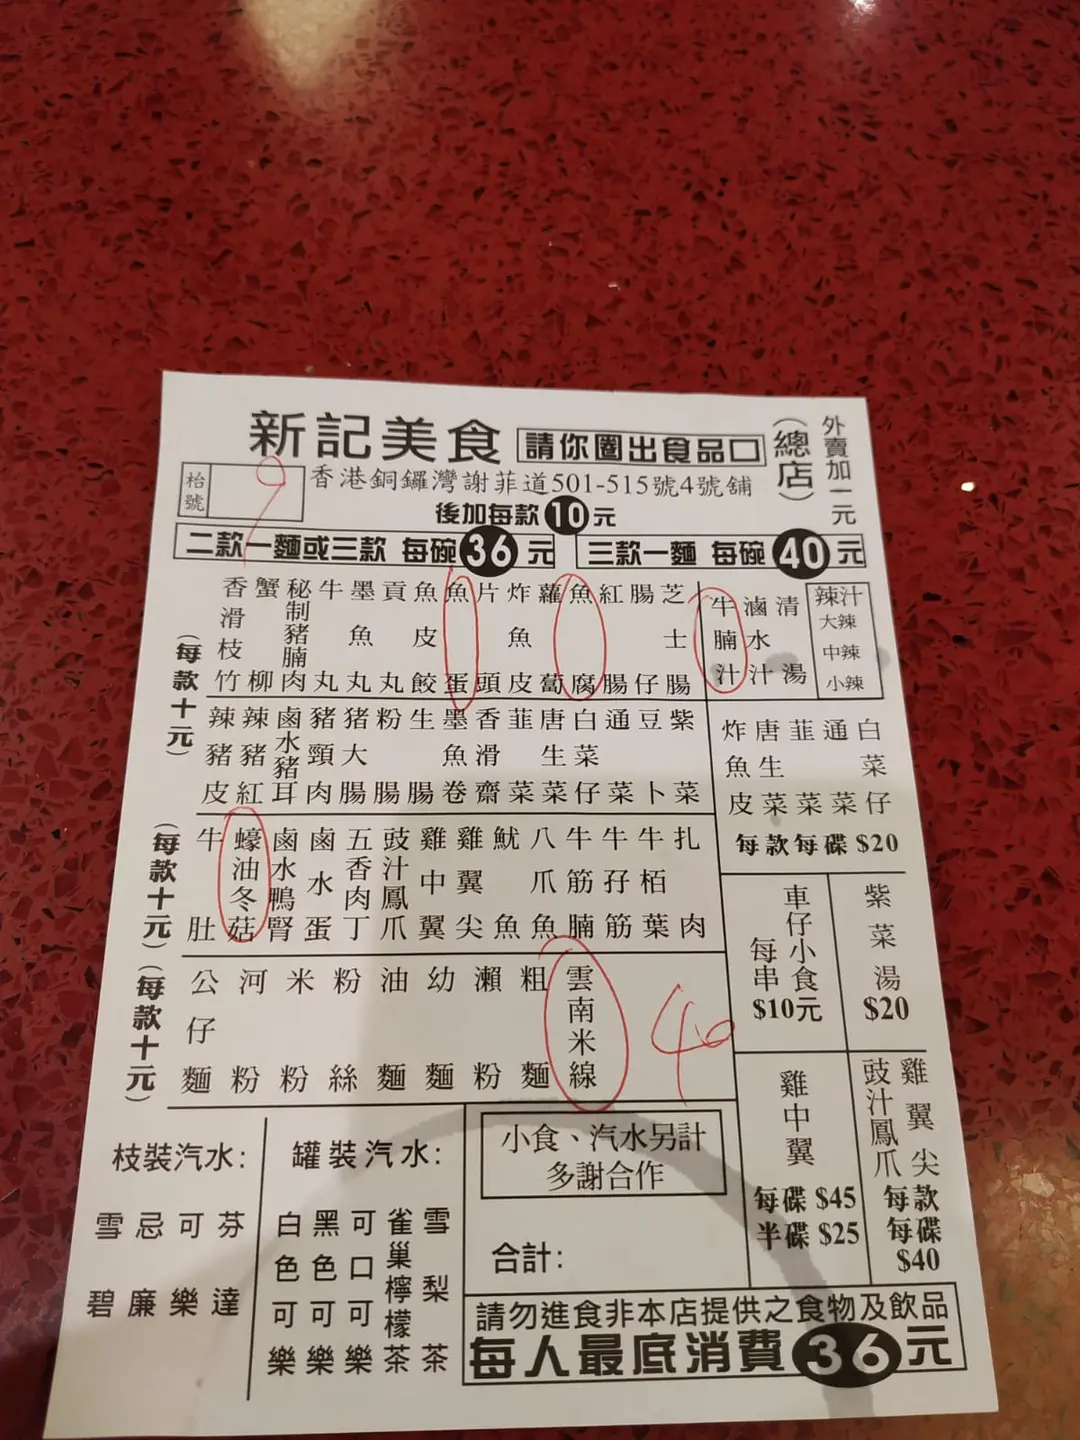 新記美食
請你圈出食品口
(總店)
外賣加一元
枱號
9
香港銅鑼灣謝菲道501-515號4號舖
後加每款10元
二款一麵或三款 每碗36元
三款一麵 每碗40元
(每款十元)
香滑枝竹
蟹柳
秘制豬腩肉
牛丸
墨魚丸
貢丸
魚皮餃
魚蛋
片頭
炸魚皮
蘿蔔
魚腐
紅腸
腸仔
芝士腸
牛腩汁
滷水汁
清湯
辣汁
大辣
中辣
小辣
辣豬皮
辣豬紅
鹵水豬耳
豬頸肉
豬大腸
粉腸
生腸
墨魚卷
香滑齋
韮菜
唐生菜
白菜仔
通菜
豆卜
紫菜
炸魚皮
唐生菜
韮菜
通菜
白菜仔
每款每碟 $20
(每款十元)
牛肚
蠔油冬菇
鹵水鴨腎
鹵水蛋
五香肉丁
豉汁鳳爪
雞中翼
雞翼尖
魷魚
八爪魚
牛筋腩
牛孖筋
牛栢葉
扎肉
車仔小食
每串
$10元
紫菜湯
$20
(每款十元)
公仔麵
河粉
米粉
粉絲
油麵
幼麵
瀨粉
粗麵
雲南米線
40
雞中翼
每碟 $45
半碟 $25
豉汁鳳爪
雞翼尖
每款
每碟
$40
枝裝汽水:
雪碧
忌廉
可樂
芬達
罐裝汽水:
白色可樂
黑色可樂
可口可樂
雀巢檸檬茶
雪梨茶
小食、汽水另計
多謝合作
合計:
請勿進食非本店提供之食物及飲品
每人最底消費36元